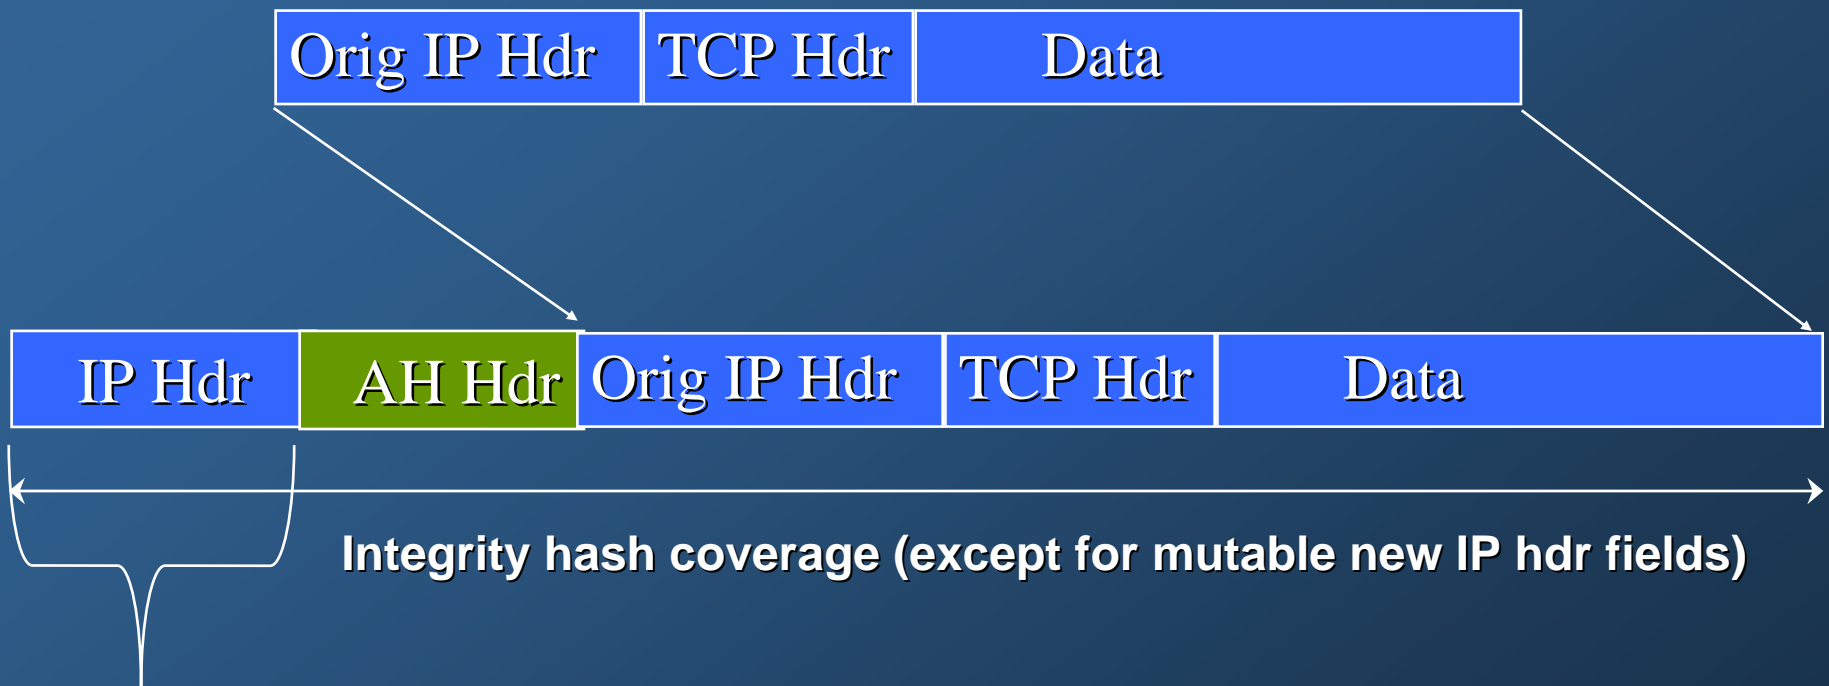 Orig IP Hdr TCP Hdr Data
IP Hdr AH Hdr Orig IP Hdr TCP Hdr Data
Integrity hash coverage (except for mutable new IP hdr fields)